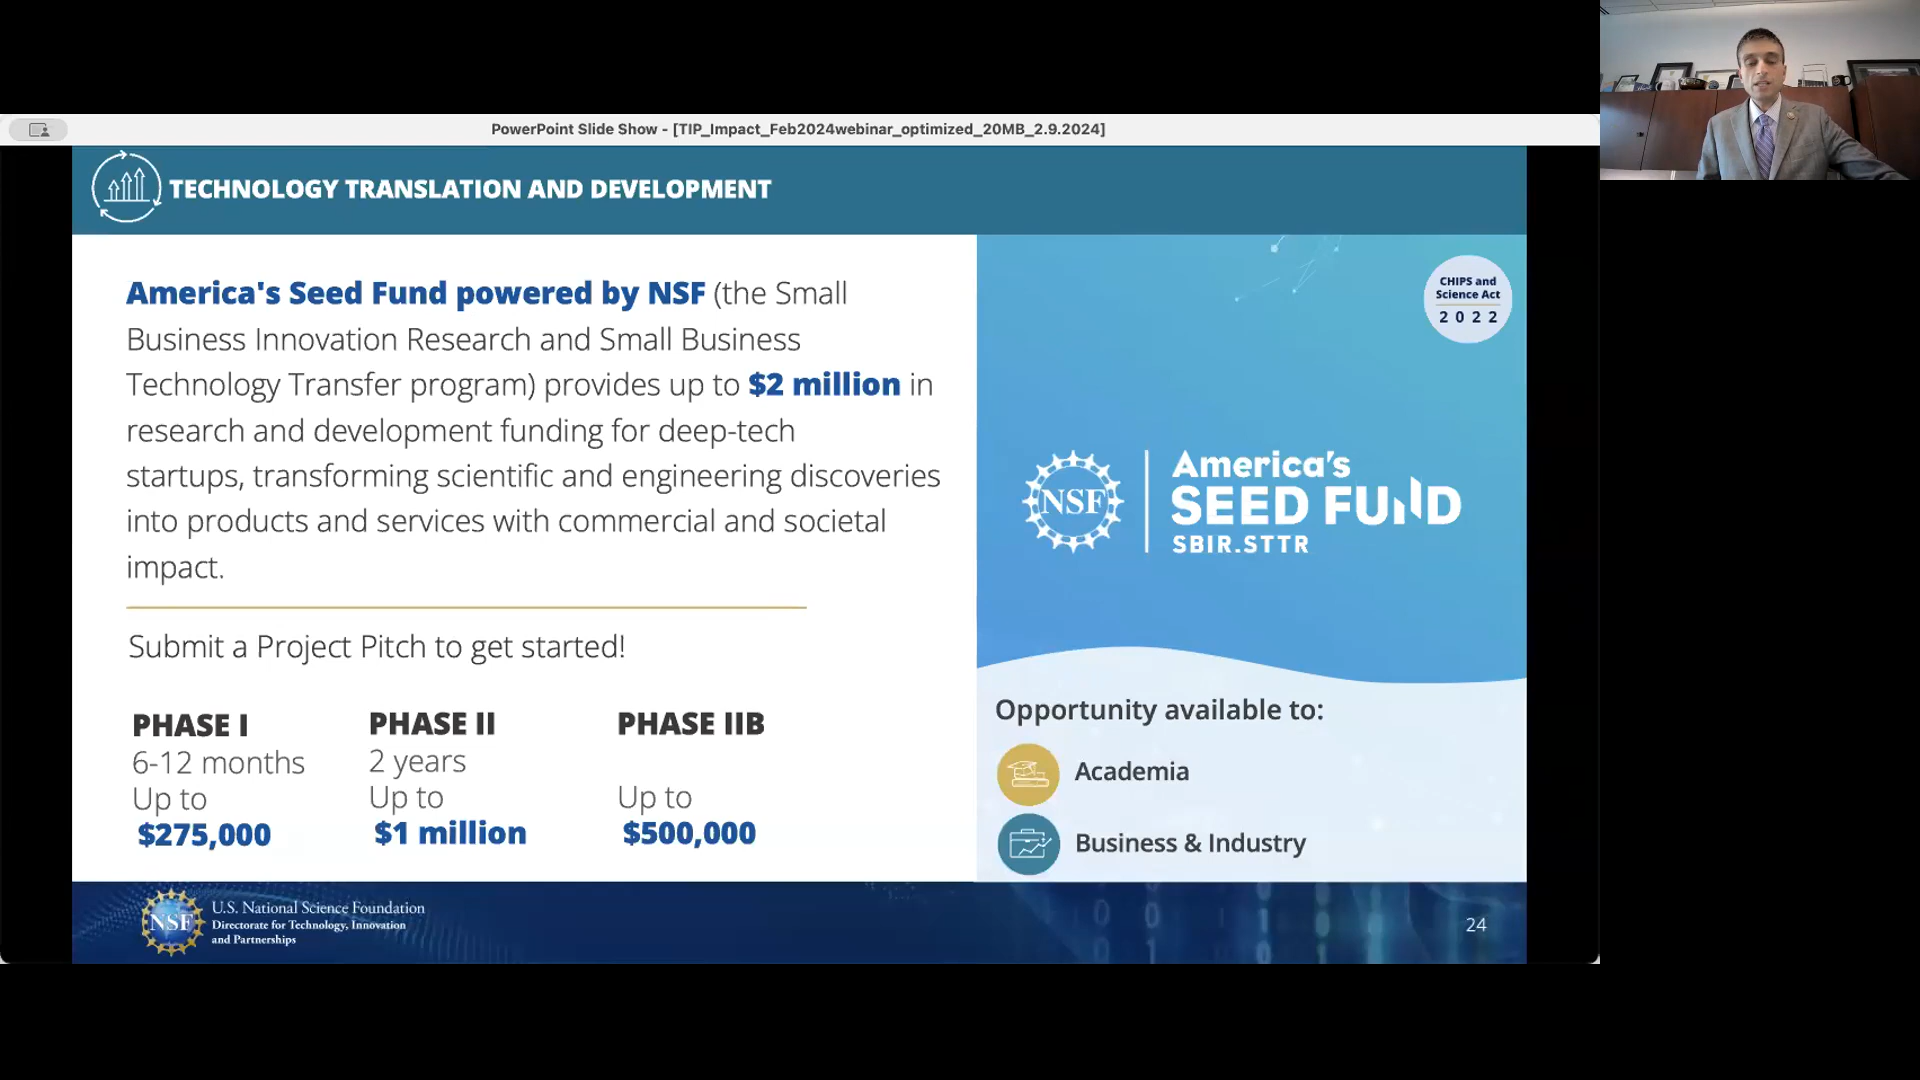 PowerPoint Slide Show - [TIP_Impact_Feb2024webinar_optimized_20MB_2.9.2024]
TECHNOLOGY TRANSLATION AND DEVELOPMENT
America's Seed Fund powered by NSF (the Small
Business Innovation Research and Small Business
Technology Transfer program) provides up to $2 million in
research and development funding for deep-tech
startups, transforming scientific and engineering discoveries
into products and services with commercial and societal
impact.
Submit a Project Pitch to get started!
PHASE I
6-12 months
Up to
$275,000
PHASE II
2 years
Up to
$1 million
PHASE IIB
Up to
$500,000
CHIPS and
Science Act
2022
NSF
America's
SEED FUND
SBIR.STTR
Opportunity available to:
Academia
Business & Industry
NSF
U.S. National Science Foundation
Directorate for Technology, Innovation
and Partnerships
24